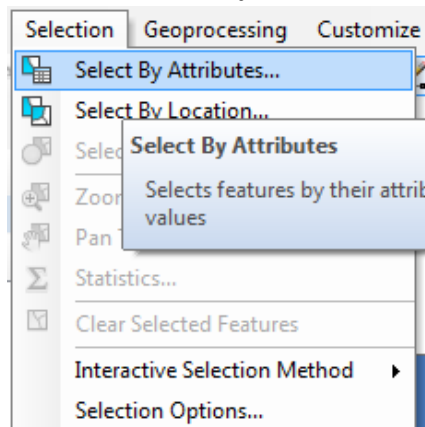 Selection Geoprocessing Customize
Select By Attributes...
Select By Location...
Select By Attributes
Selects features by their attrib
values
Statistics...
Clear Selected Features
Interactive Selection Method
Selection Options...